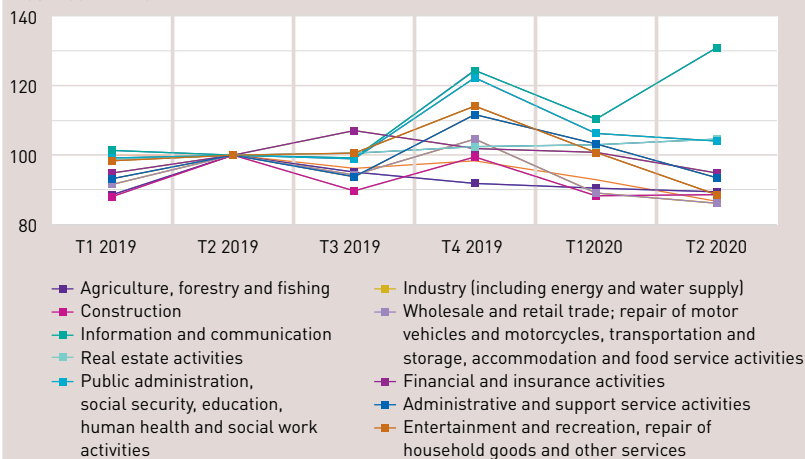 140
120
100
80
T1 2019 T2 2019 T3 2019 T4 2019 T12020 T2 2020
Agriculture, forestry and fishing
Construction
Information and communication
Real estate activities
Public administration,
social security, education,
human health and social work
activities
Industry (including energy and water supply)
Wholesale and retail trade; repair of motor
vehicles and motorcycles, transportation and
storage, accommodation and food service activities
Financial and insurance activities
Administrative and support service activities
Entertainment and recreation, repair of
household goods and other services